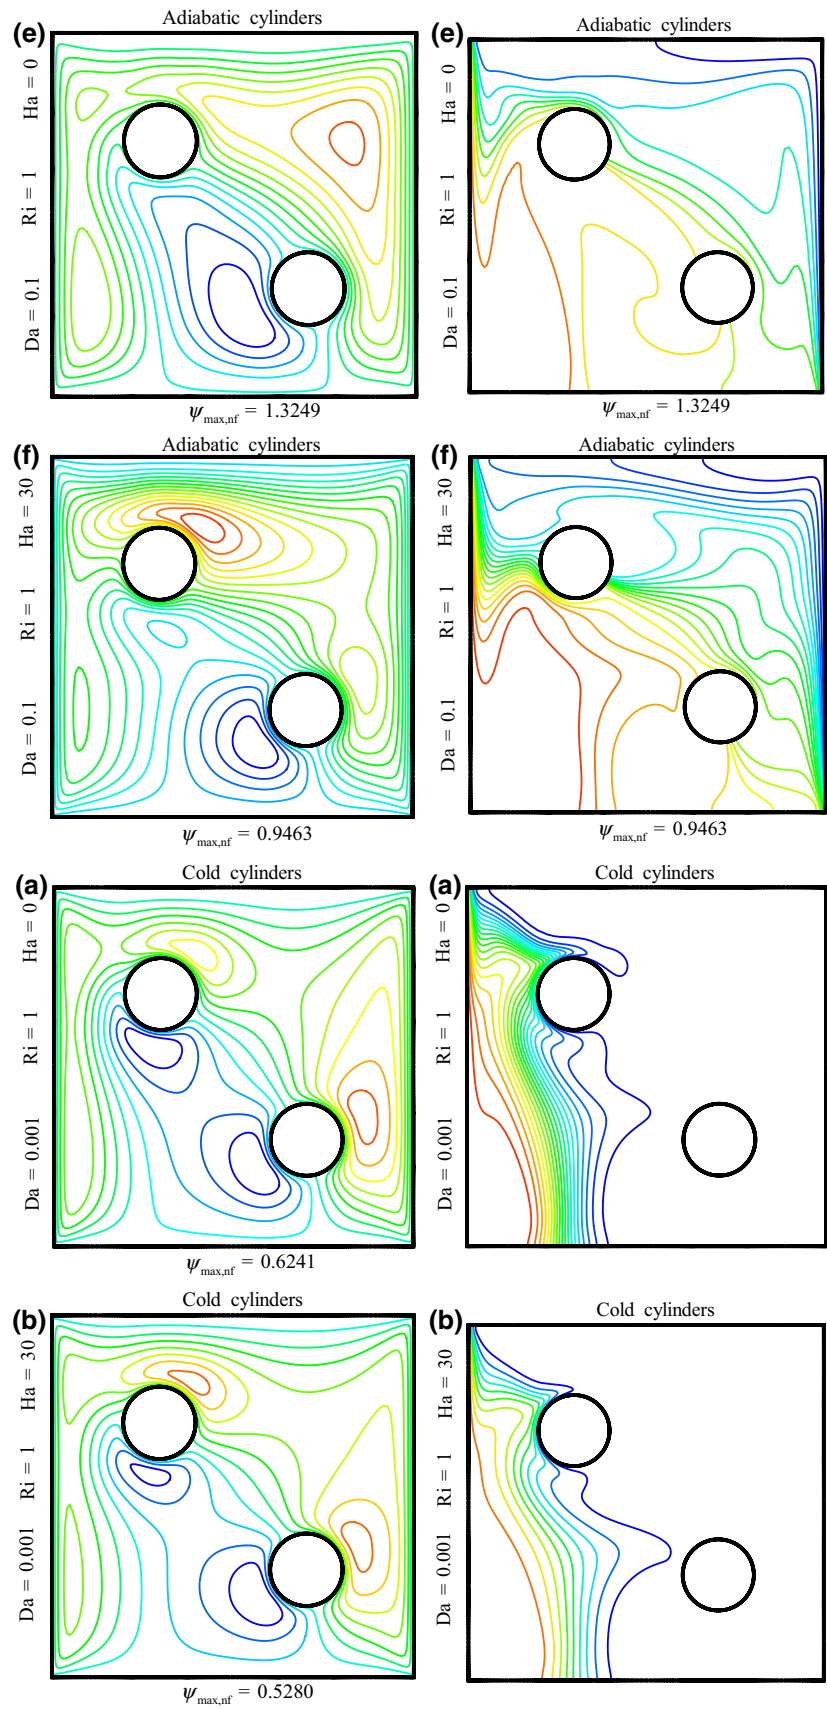 (e) Adiabatic cylinders
Ha = 0
Ri = 1
Da = 0.1
ψmax,nf = 1.3249
(e) Adiabatic cylinders
Ha = 0
Ri = 1
Da = 0.1
ψmax,nf = 1.3249
(f) Adiabatic cylinders
Ha = 30
Ri = 1
Da = 0.1
ψmax,nf = 0.9463
(f) Adiabatic cylinders
Ha = 30
Ri = 1
Da = 0.1
ψmax,nf = 0.9463
(a) Cold cylinders
Ha = 0
Ri = 1
Da = 0.001
ψmax,nf = 0.6241
(a) Cold cylinders
Ha = 0
Ri = 1
Da = 0.001
(b) Cold cylinders
Ha = 30
Ri = 1
Da = 0.001
ψmax,nf = 0.5280
(b) Cold cylinders
Ha = 30
Ri = 1
Da = 0.001